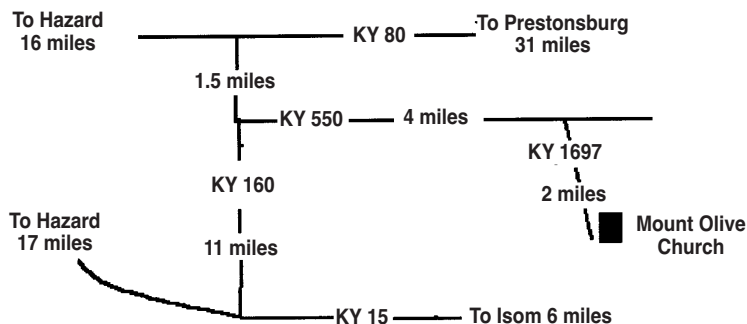 To Hazard
16 miles
KY 80
To Prestonsburg
31 miles
1.5 miles
KY 550
4 miles
KY 1697
KY 160
2 miles
To Hazard
17 miles
11 miles
Mount Olive
Church
KY 15
To Isom 6 miles